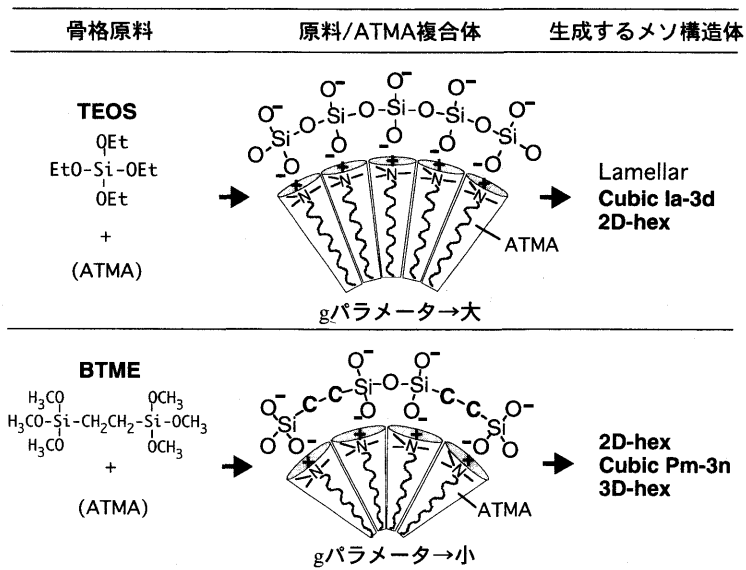 骨格原料
原料/ATMA複合体
生成するメソ構造体
TEOS
OEt
EtO-Si-OEt
OEt
+
(ATMA)
O⁻ O⁻ O⁻ O⁻ O⁻
Si-O-Si-O-Si-O-Si-O-Si
O O⁻ O⁻ O⁻ O⁻ O⁻ O
+ + + + +
N N N N N
ATMA
gパラメータ→大
Lamellar
Cubic Ia-3d
2D-hex
BTME
H₃CO OCH₃
H₃CO-Si-CH₂-CH₂-Si-OCH₃
H₃CO OCH₃
+
(ATMA)
O⁻ O⁻ O⁻ O⁻
Si-C-C-Si-O-Si-C-C-Si
O⁻ O⁻ O⁻ O⁻ O⁻ O⁻
+ + + +
N N N N
ATMA
gパラメータ→小
2D-hex
Cubic Pm-3n
3D-hex